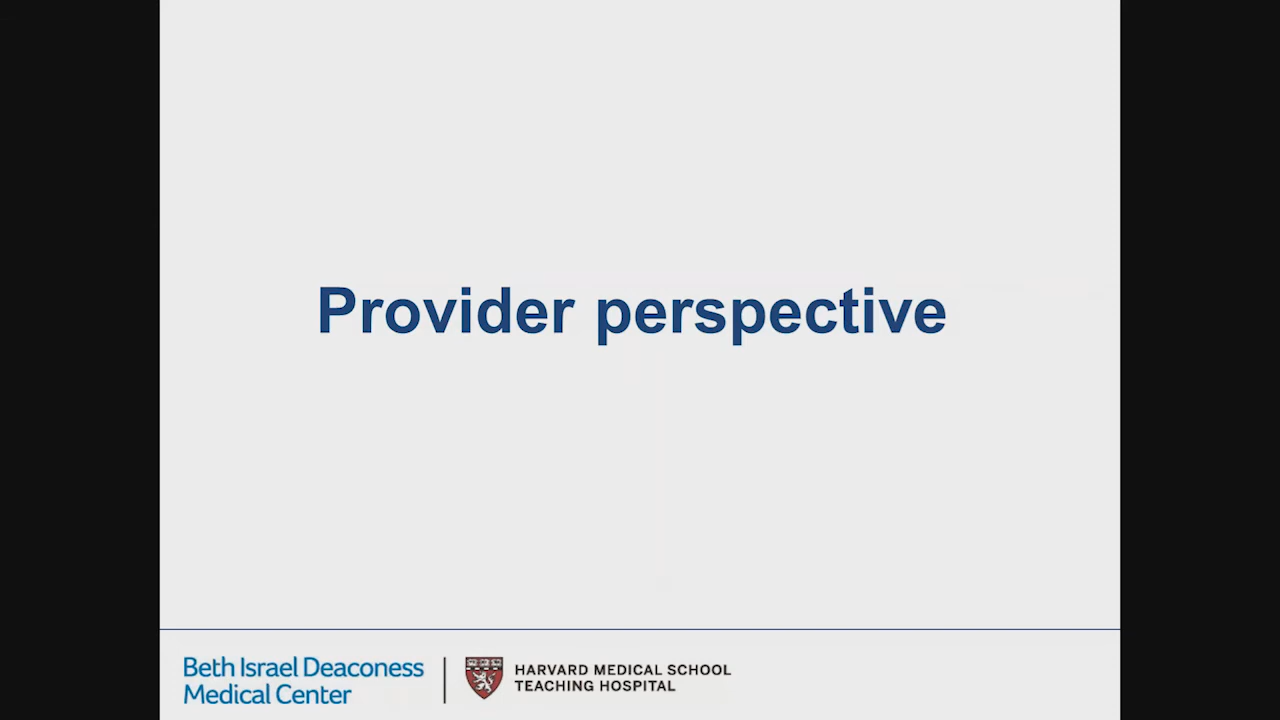 Provider perspective
Beth Israel Deaconess
Medical Center
HARVARD MEDICAL SCHOOL
TEACHING HOSPITAL